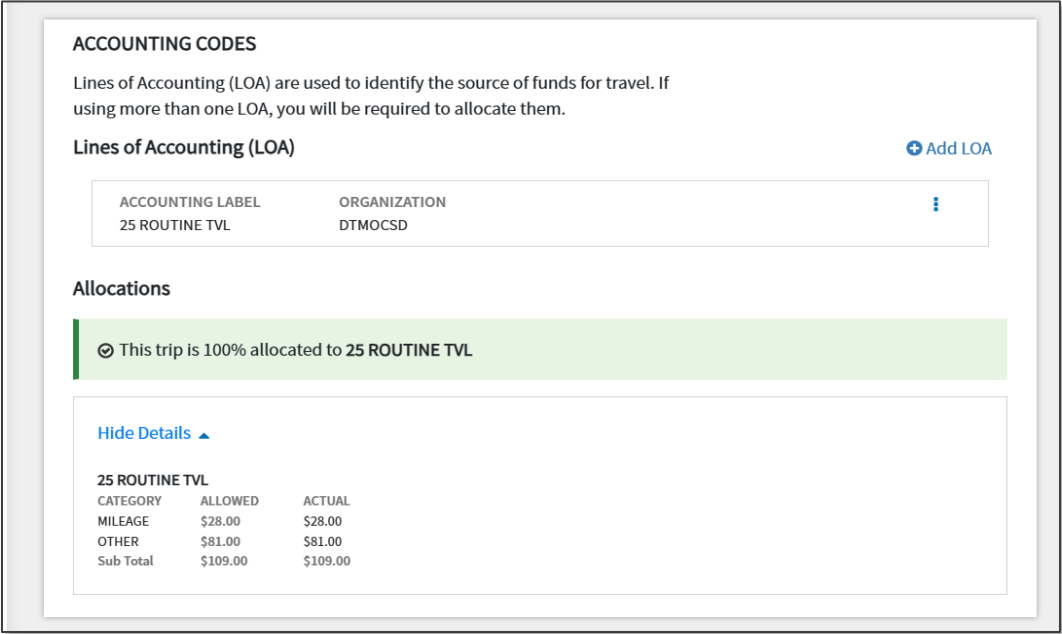 ACCOUNTING CODES
Lines of Accounting (LOA) are used to identify the source of funds for travel. If
using more than one LOA, you will be required to allocate them.
Lines of Accounting (LOA)
Add LOA
ACCOUNTING LABEL ORGANIZATION
25 ROUTINE TVL DTMOCSD
Allocations
This trip is 100% allocated to 25 ROUTINE TVL
Hide Details
25 ROUTINE TVL
CATEGORY ALLOWED ACTUAL
MILEAGE $28.00 $28.00
OTHER $81.00 $81.00
Sub Total $109.00 $109.00